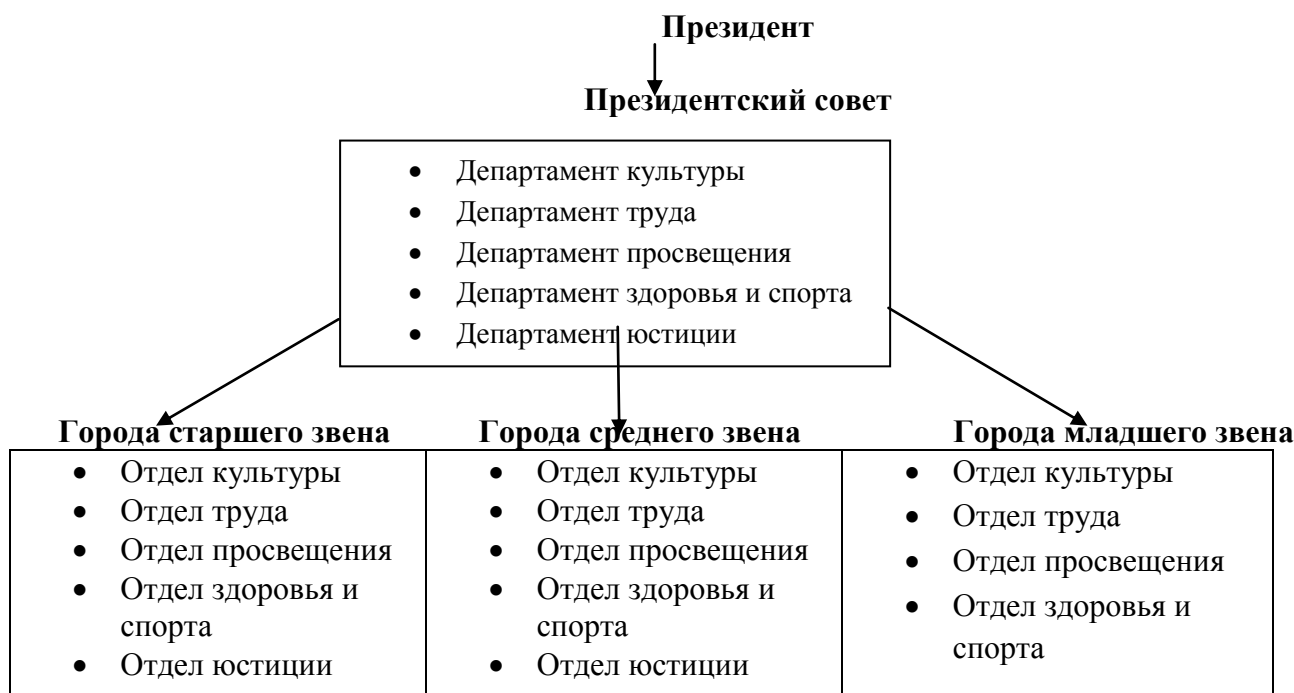 Президент
Президентский совет
• Департамент культуры
• Департамент труда
• Департамент просвещения
• Департамент здоровья и спорта
• Департамент юстиции
Города старшего звена
• Отдел культуры
• Отдел труда
• Отдел просвещения
• Отдел здоровья и
спорта
• Отдел юстиции
Города среднего звена
• Отдел культуры
• Отдел труда
• Отдел просвещения
• Отдел здоровья и
спорта
• Отдел юстиции
Города младшего звена
• Отдел культуры
• Отдел труда
• Отдел просвещения
• Отдел здоровья и
спорта